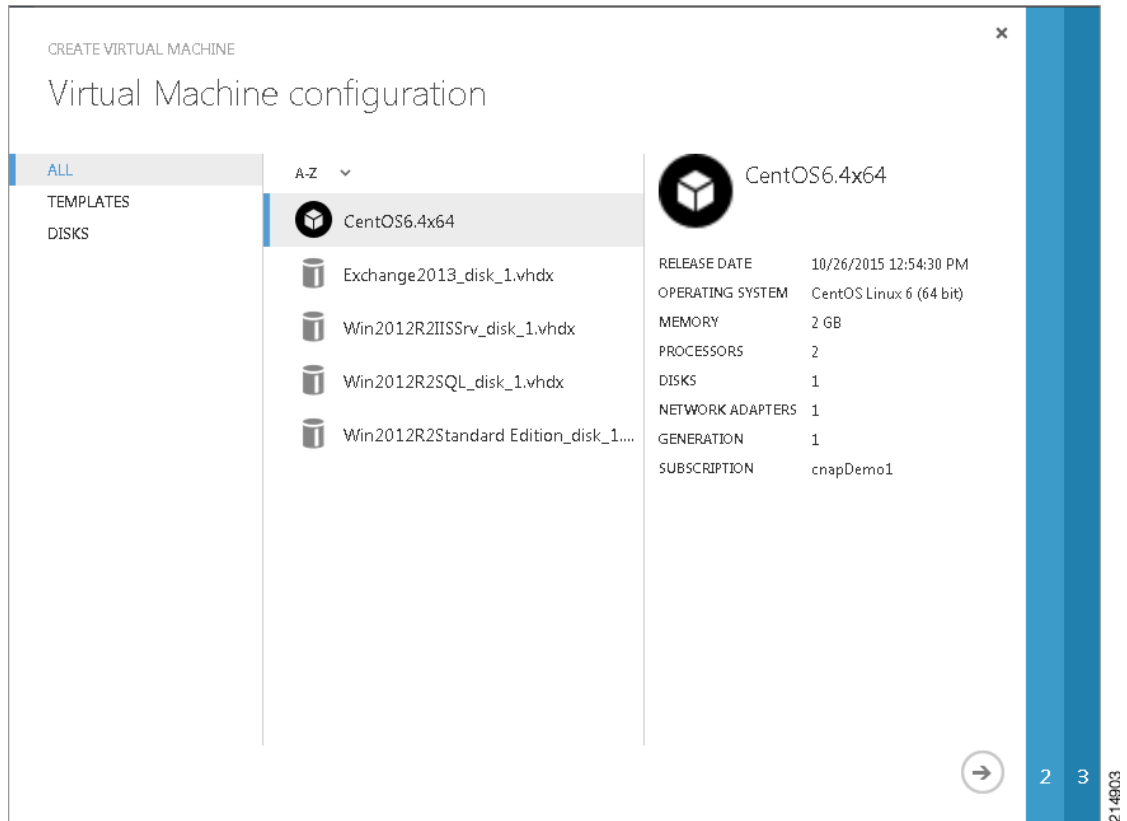 CREATE VIRTUAL MACHINE
Virtual Machine configuration
ALL
TEMPLATES
DISKS
A-Z
CentOS6.4x64
Exchange2013_disk_1.vhdx
Win2012R2IISSrv_disk_1.vhdx
Win2012R2SQL_disk_1.vhdx
Win2012R2Standard Edition_disk_1....
CentOS6.4x64
RELEASE DATE 10/26/2015 12:54:30 PM
OPERATING SYSTEM CentOS Linux 6 (64 bit)
MEMORY 2 GB
PROCESSORS 2
DISKS 1
NETWORK ADAPTERS 1
GENERATION 1
SUBSCRIPTION cnapDemo1
2 3
214903